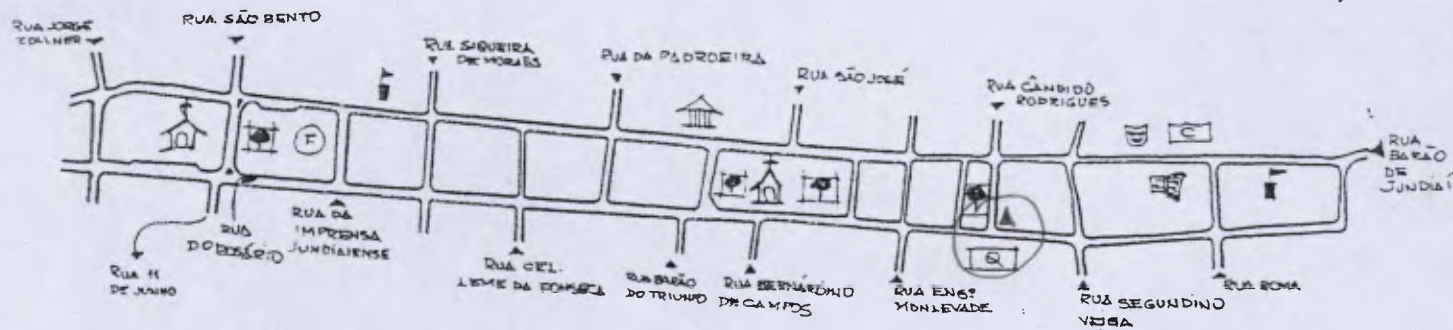 RUA JORGE
ZOLLNER
RUA SÃO BENTO
RUA SIQUEIRA
DE MORAES
RUA DA PADROEIRA
RUA SÃO JOSÉ
RUA CÂNDIDO
RODRIGUES
C
RUA
BARÃO
DE
JUNDIAÍ
F
RUA 11
DE JUNHO
RUA
DO ROSÁRIO
RUA DA
IMPRENSA
JUNDIAIENSE
RUA CEL.
LEME DA FONSECA
RUA BARÃO
DO TRIUNFO
RUA BERNARDINO
DE CAMPOS
RUA ENGº
MONLEVADE
Q
RUA SEGUNDINO
VEIGA
RUA ROMA